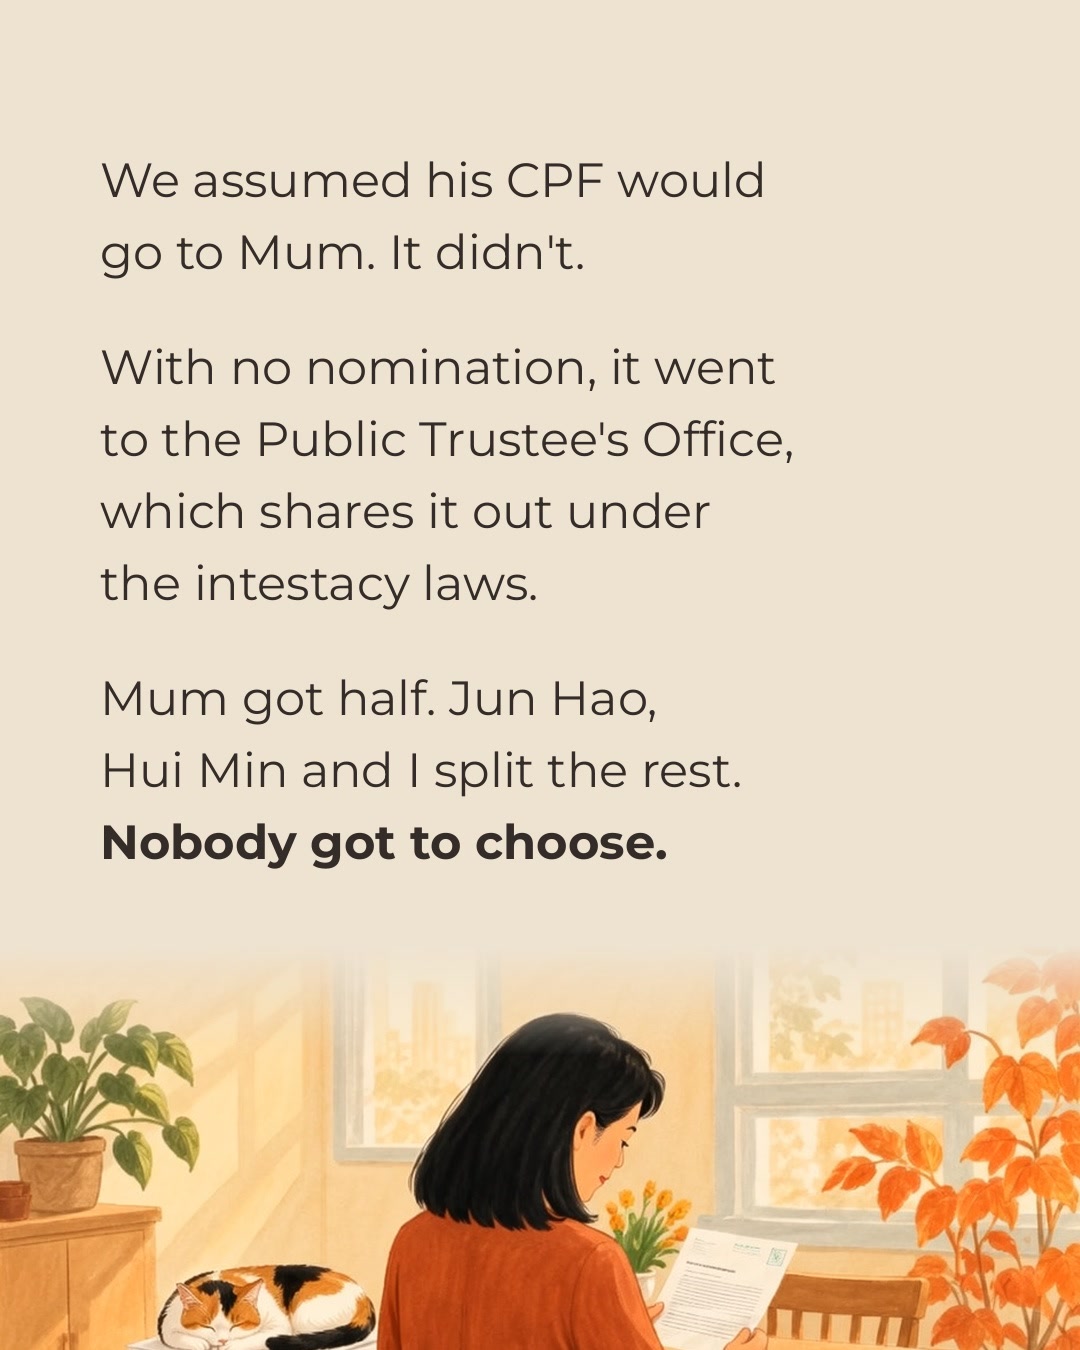 We assumed his CPF would
go to Mum. It didn't.
With no nomination, it went
to the Public Trustee's Office,
which shares it out under
the intestacy laws.
Mum got half. Jun Hao,
Hui Min and I split the rest.
Nobody got to choose.